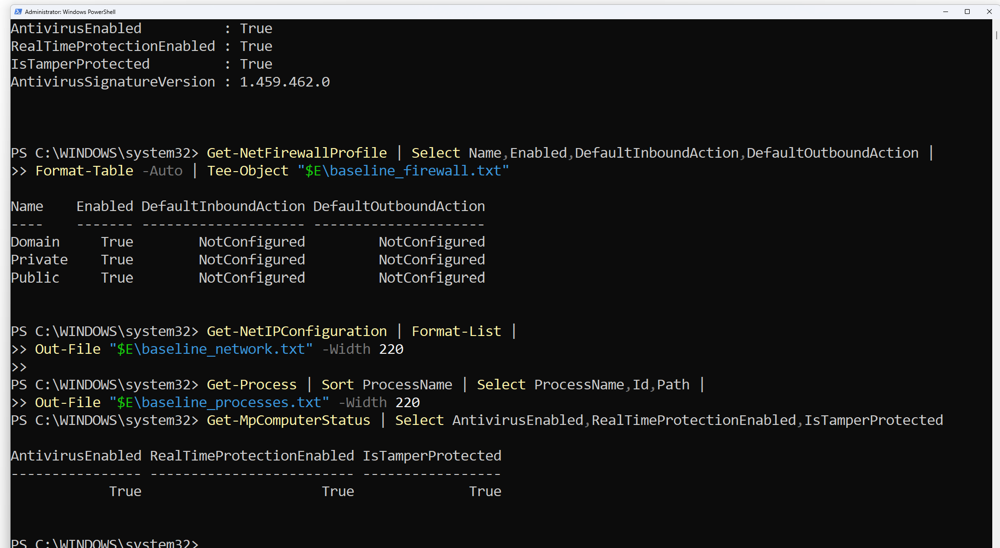 Administrator: Windows PowerShell
AntivirusEnabled          : True
RealTimeProtectionEnabled : True
IsTamperProtected         : True
AntivirusSignatureVersion : 1.459.462.0
PS C:\WINDOWS\system32> Get-NetFirewallProfile | Select Name,Enabled,DefaultInboundAction,DefaultOutboundAction |
>> Format-Table -Auto | Tee-Object "$E\baseline_firewall.txt"
Name    Enabled DefaultInboundAction DefaultOutboundAction
----    ------- -------------------- ---------------------
Domain     True        NotConfigured         NotConfigured
Private    True        NotConfigured         NotConfigured
Public     True        NotConfigured         NotConfigured
PS C:\WINDOWS\system32> Get-NetIPConfiguration | Format-List |
>> Out-File "$E\baseline_network.txt" -Width 220
>>
PS C:\WINDOWS\system32> Get-Process | Sort ProcessName | Select ProcessName,Id,Path |
>> Out-File "$E\baseline_processes.txt" -Width 220
PS C:\WINDOWS\system32> Get-MpComputerStatus | Select AntivirusEnabled,RealTimeProtectionEnabled,IsTamperProtected
AntivirusEnabled RealTimeProtectionEnabled IsTamperProtected
---------------- ------------------------- -----------------
            True                      True              True
PS C:\WINDOWS\system32>